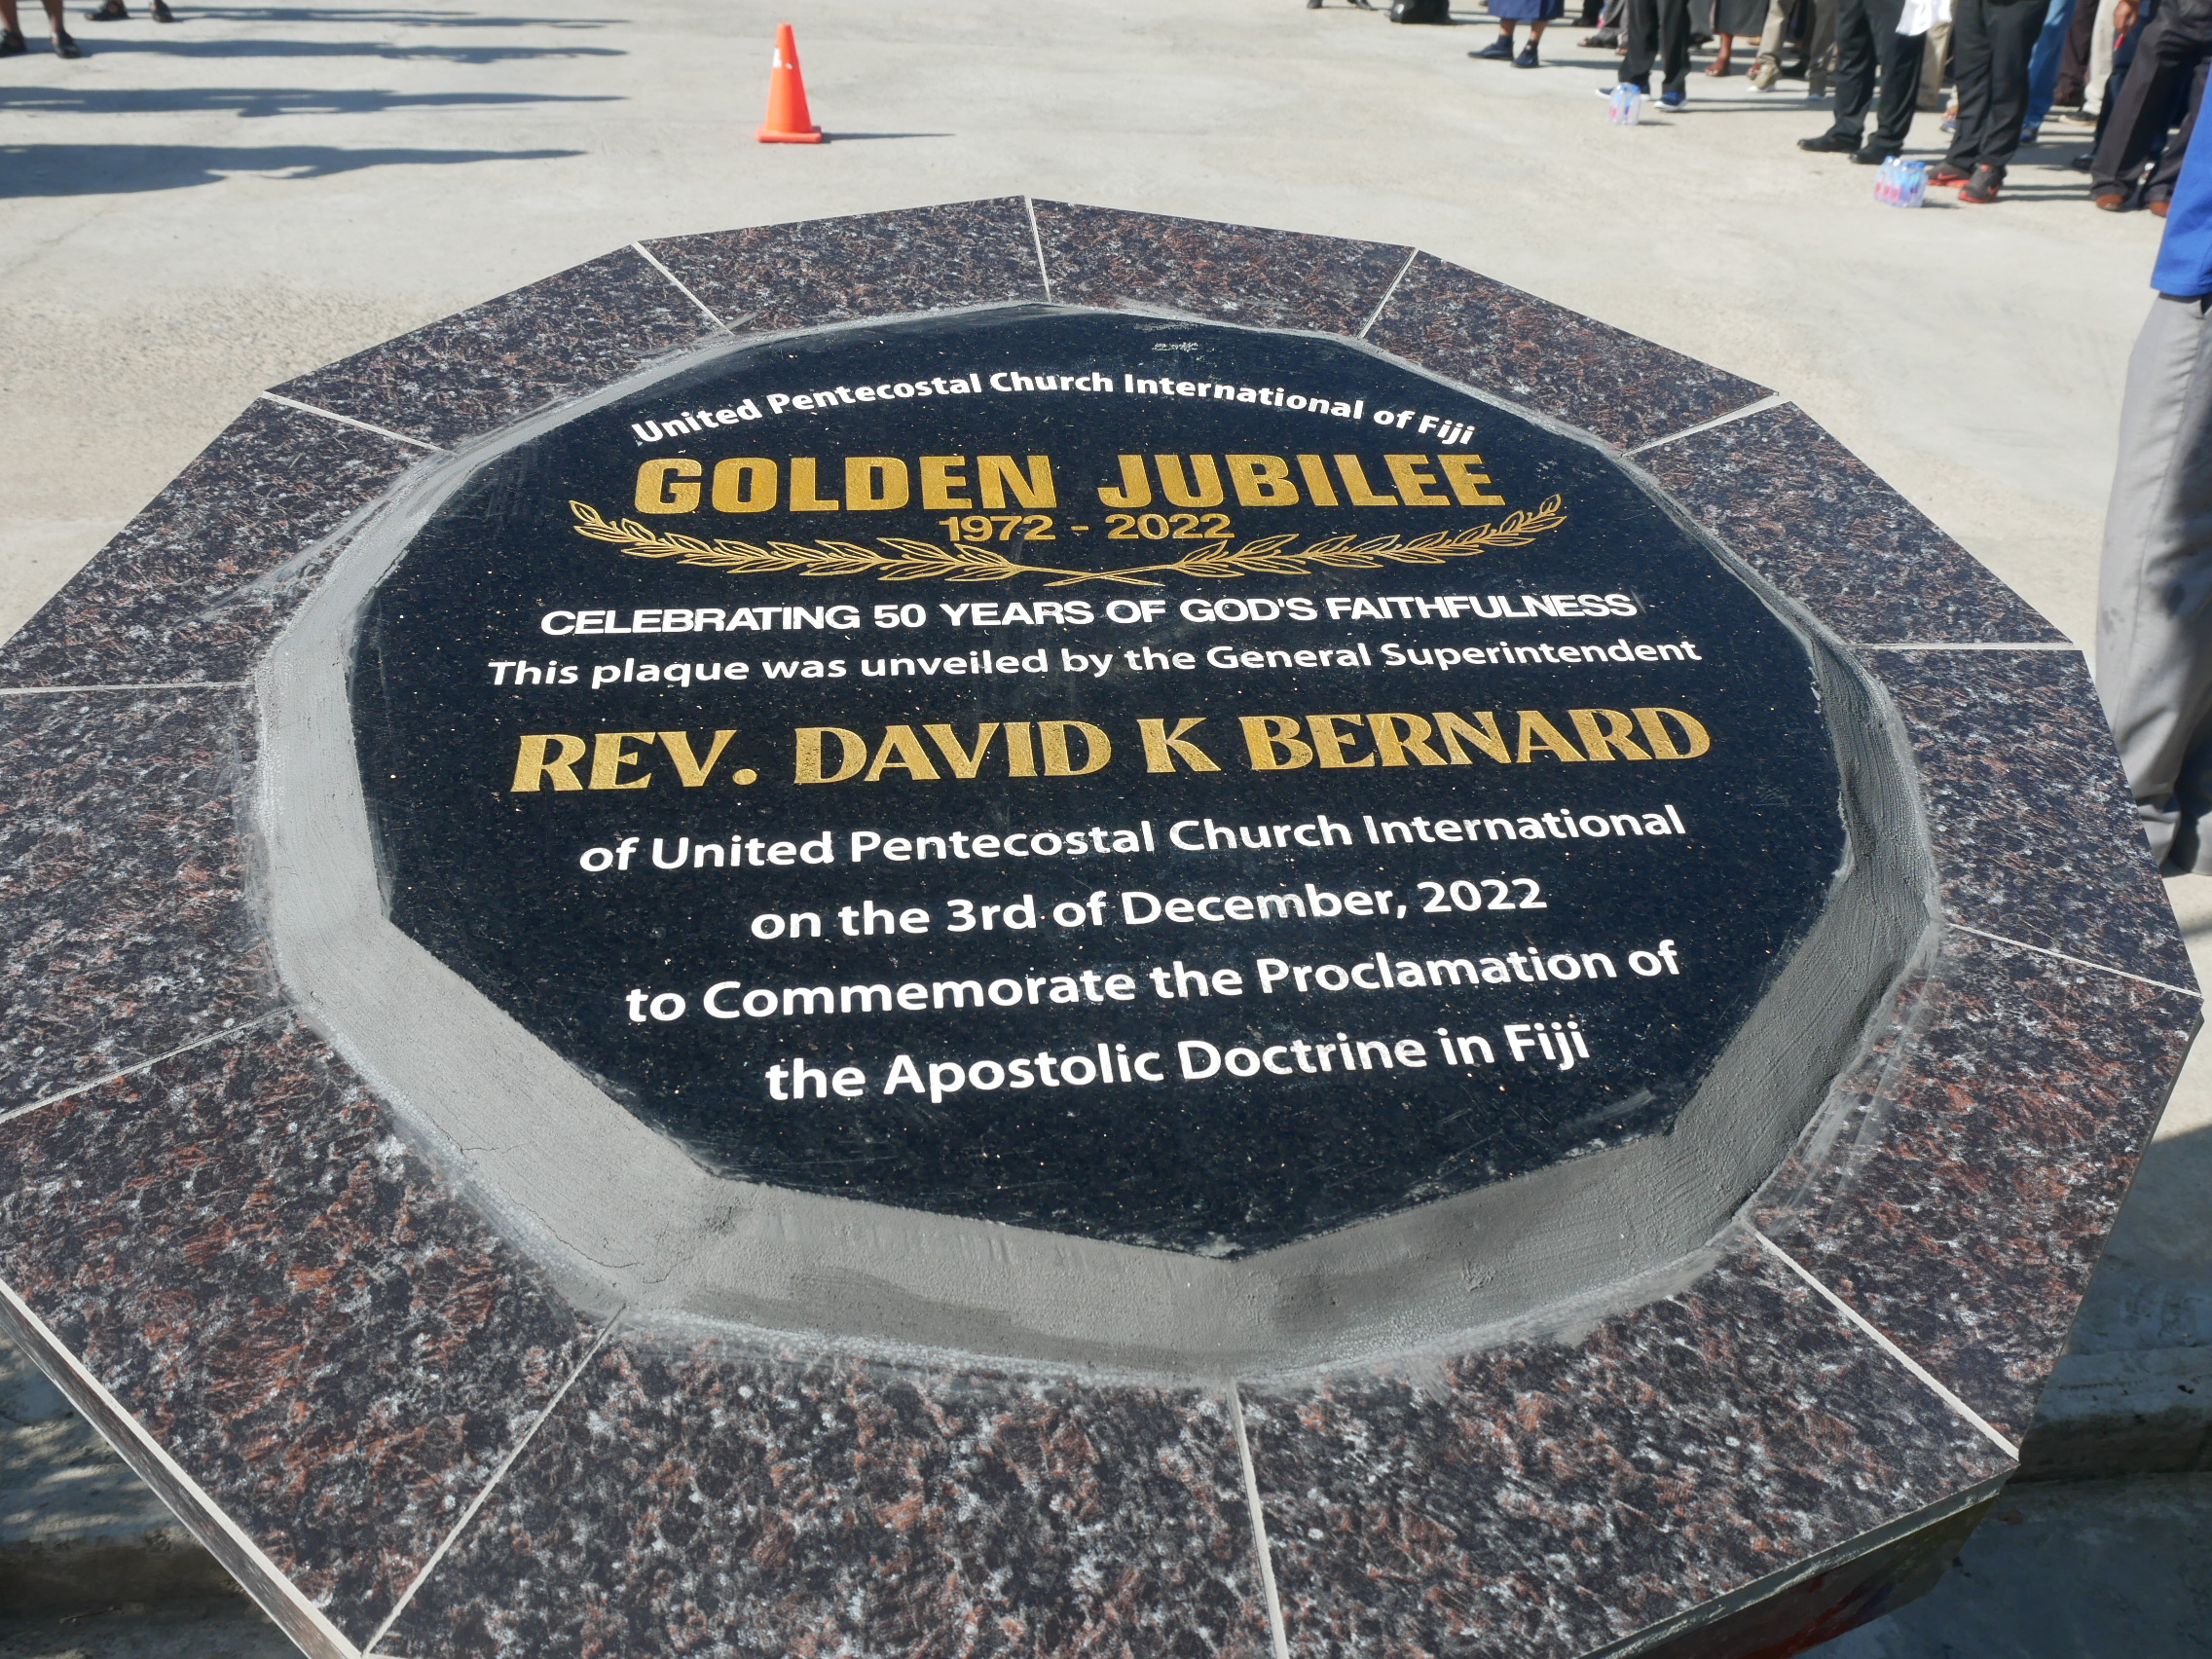 United Pentecostal Church International of Fiji
GOLDEN JUBILEE
1972 - 2022
CELEBRATING 50 YEARS OF GOD'S FAITHFULNESS
This plaque was unveiled by the General Superintendent
REV. DAVID K BERNARD
of United Pentecostal Church International
on the 3rd of December, 2022
to Commemorate the Proclamation of
the Apostolic Doctrine in Fiji